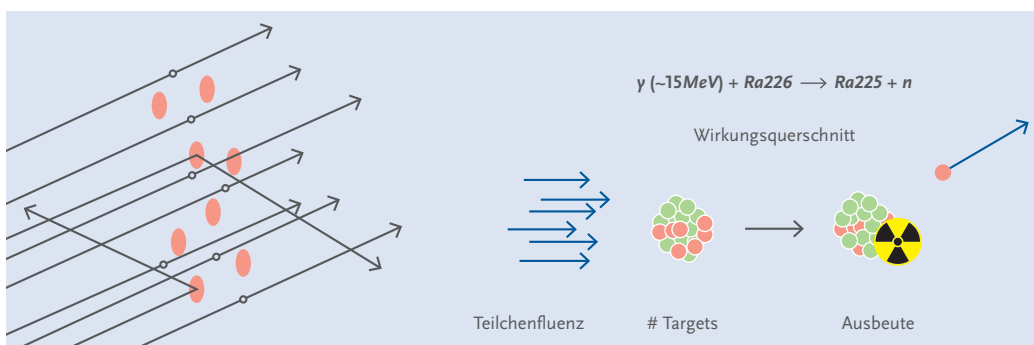 y (~15MeV) + Ra226 → Ra225 + n
Wirkungsquerschnitt
Teilchenfluenz # Targets Ausbeute